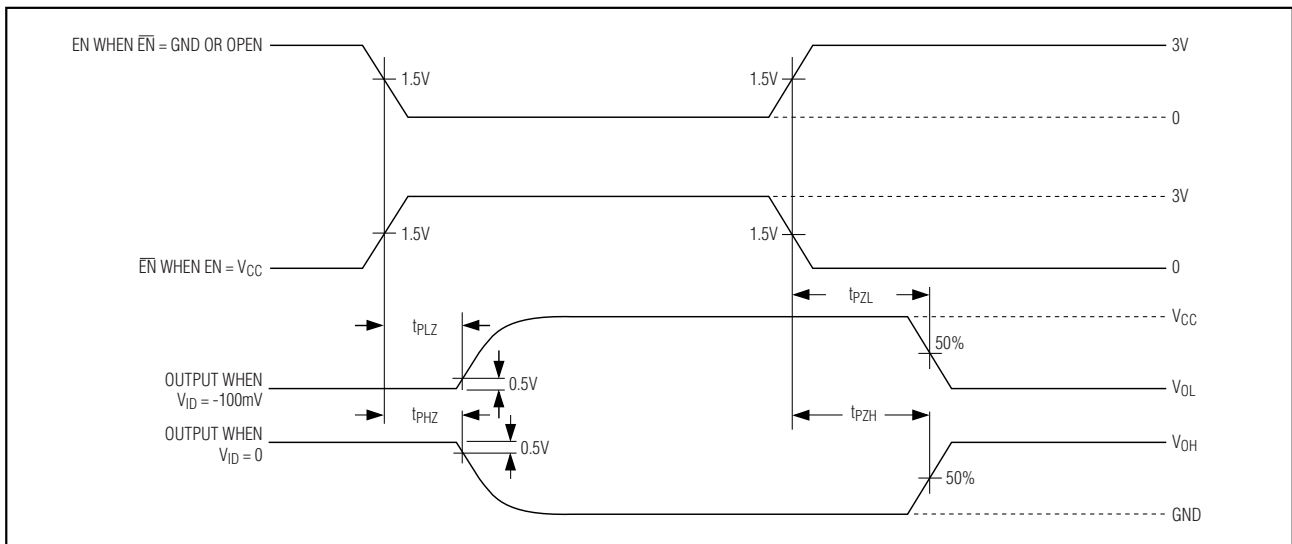 EN WHEN E̅N̅ = GND OR OPEN
3V
1.5V
1.5V
0
3V
1.5V
1.5V
E̅N̅ WHEN EN = VCC
0
tPZL
tPLZ
VCC
50%
OUTPUT WHEN
VID = -100mV
0.5V
VOL
tPHZ
tPZH
OUTPUT WHEN
VID = 0
0.5V
VOH
50%
GND